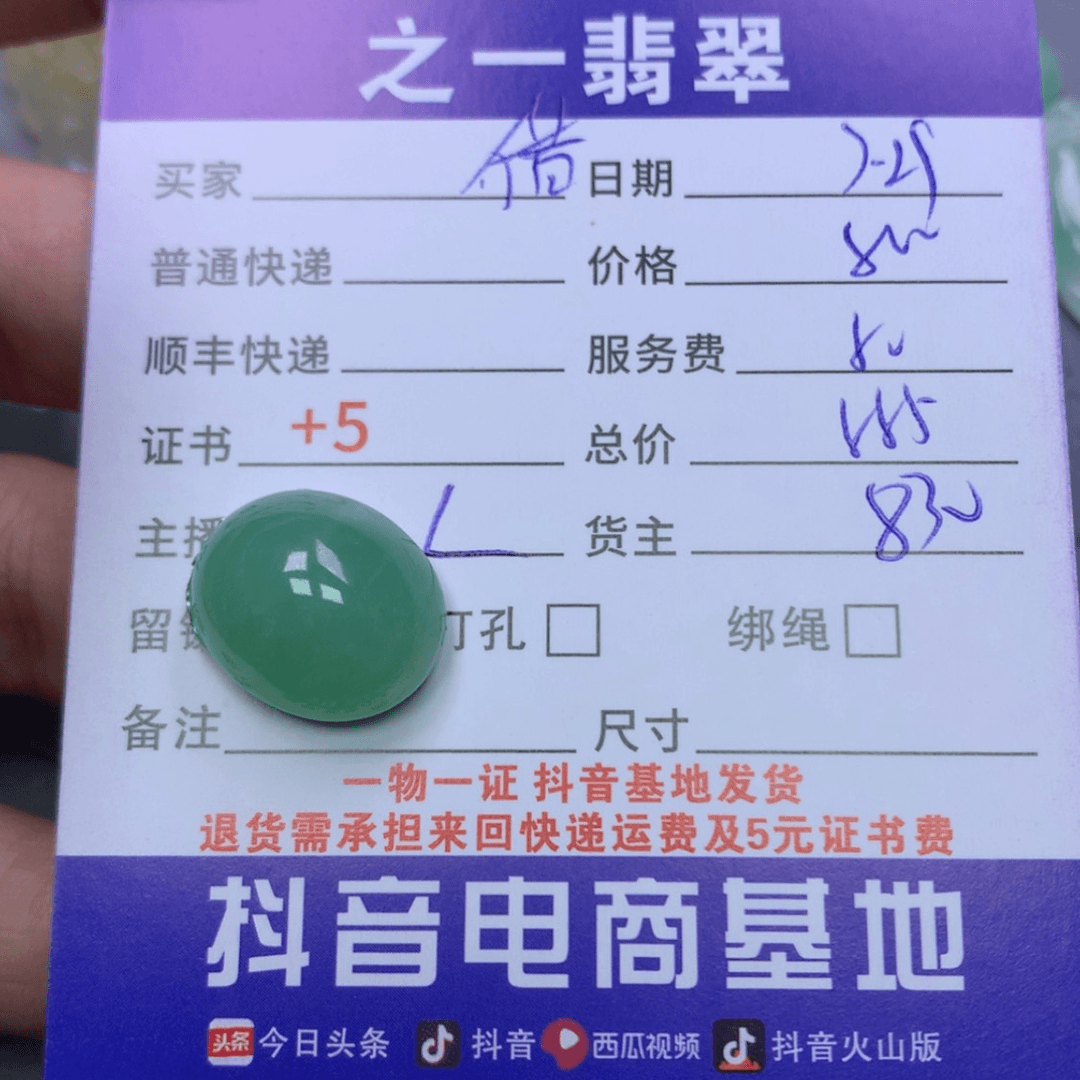 之一翡翠
买家 借 日期 7-29
普通快递 价格 800
顺丰快递 服务费 80
证书 +5 总价 885
主播 L 货主 830
留 打孔 绑绳
备注 尺寸
一物一证 抖音基地发货
退货需承担来回快递运费及5元证书费
抖音电商基地
头条 今日头条 抖音 西瓜视频 抖音火山版